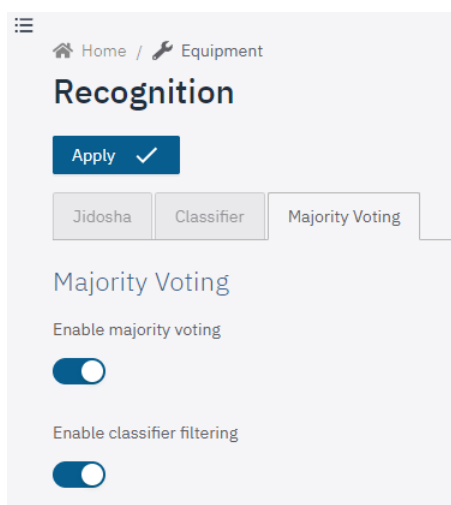 Home / Equipment
Recognition
Apply
Jidosha Classifier Majority Voting
Majority Voting
Enable majority voting
Enable classifier filtering